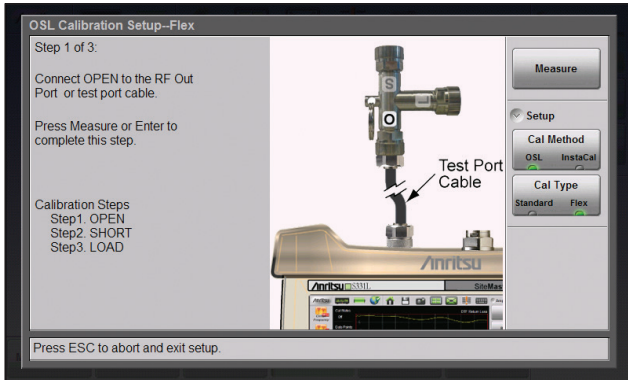 OSL Calibration Setup--Flex
Step 1 of 3:
Connect OPEN to the RF Out
Port or test port cable.
Press Measure or Enter to
complete this step.
Calibration Steps
Step1. OPEN
Step2. SHORT
Step3. LOAD
S
L
O
Test Port
Cable
Anritsu
Anritsu S331L
SiteMas
Measure
Setup
Cal Method
OSL InstaCal
Cal Type
Standard Flex
Press ESC to abort and exit setup.